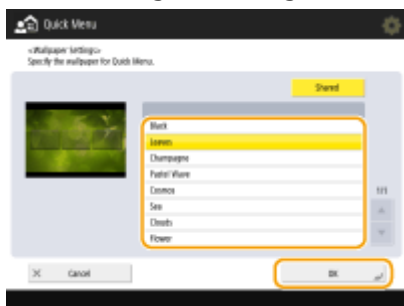 Quick Menu
<Wallpaper Settings>
Specify the wallpaper for Quick Menu.
Shared
Black
Leaves
Champagne
Pastel Wave
Cosmos
Sea
Clouds
Flower
1/1
× Cancel
OK